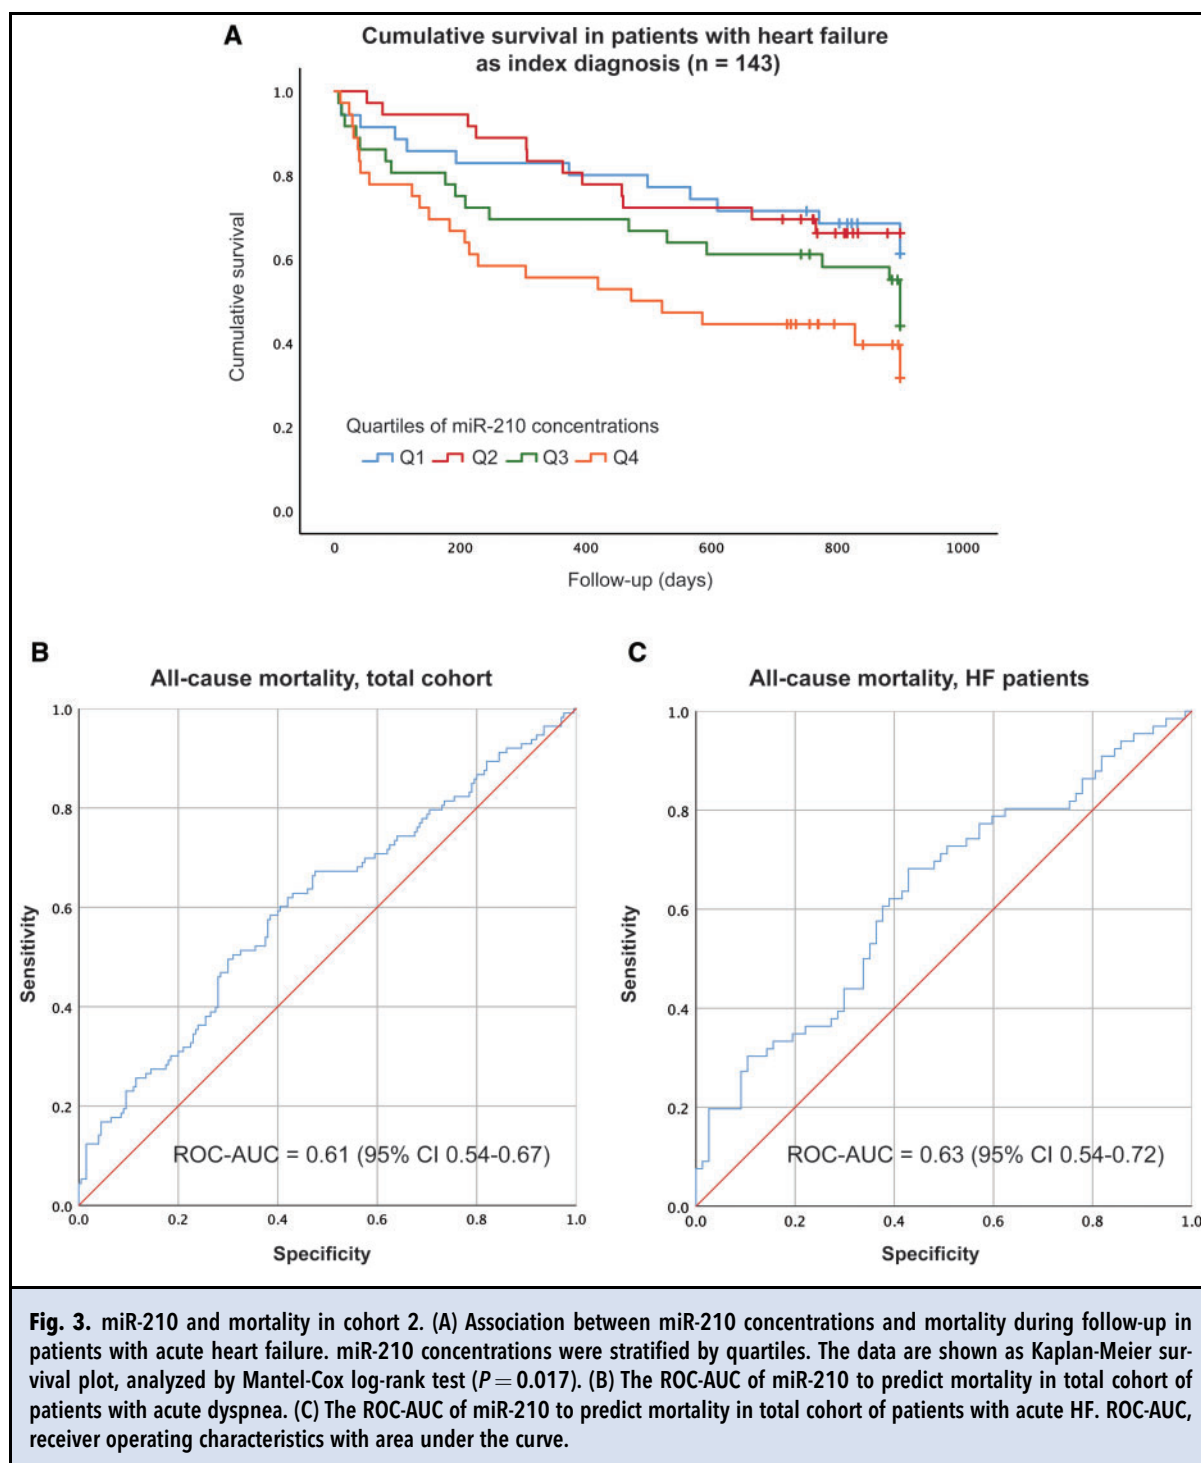 A
Cumulative survival in patients with heart failure
as index diagnosis (n = 143)
1.0
0.8
0.6
0.4
0.2
0.0
Cumulative survival
Quartiles of miR-210 concentrations
Q1 Q2 Q3 Q4
0 200 400 600 800 1000
Follow-up (days)
B
All-cause mortality, total cohort
1.0
0.8
0.6
0.4
0.2
0.0
Sensitivity
ROC-AUC = 0.61 (95% CI 0.54-0.67)
0.0 0.2 0.4 0.6 0.8 1.0
Specificity
C
All-cause mortality, HF patients
1.0
0.8
0.6
0.4
0.2
0.0
Sensitivity
ROC-AUC = 0.63 (95% CI 0.54-0.72)
0.0 0.2 0.4 0.6 0.8 1.0
Specificity
Fig. 3. miR-210 and mortality in cohort 2. (A) Association between miR-210 concentrations and mortality during follow-up in
patients with acute heart failure. miR-210 concentrations were stratified by quartiles. The data are shown as Kaplan-Meier sur-
vival plot, analyzed by Mantel-Cox log-rank test (P = 0.017). (B) The ROC-AUC of miR-210 to predict mortality in total cohort of
patients with acute dyspnea. (C) The ROC-AUC of miR-210 to predict mortality in total cohort of patients with acute HF. ROC-AUC,
receiver operating characteristics with area under the curve.